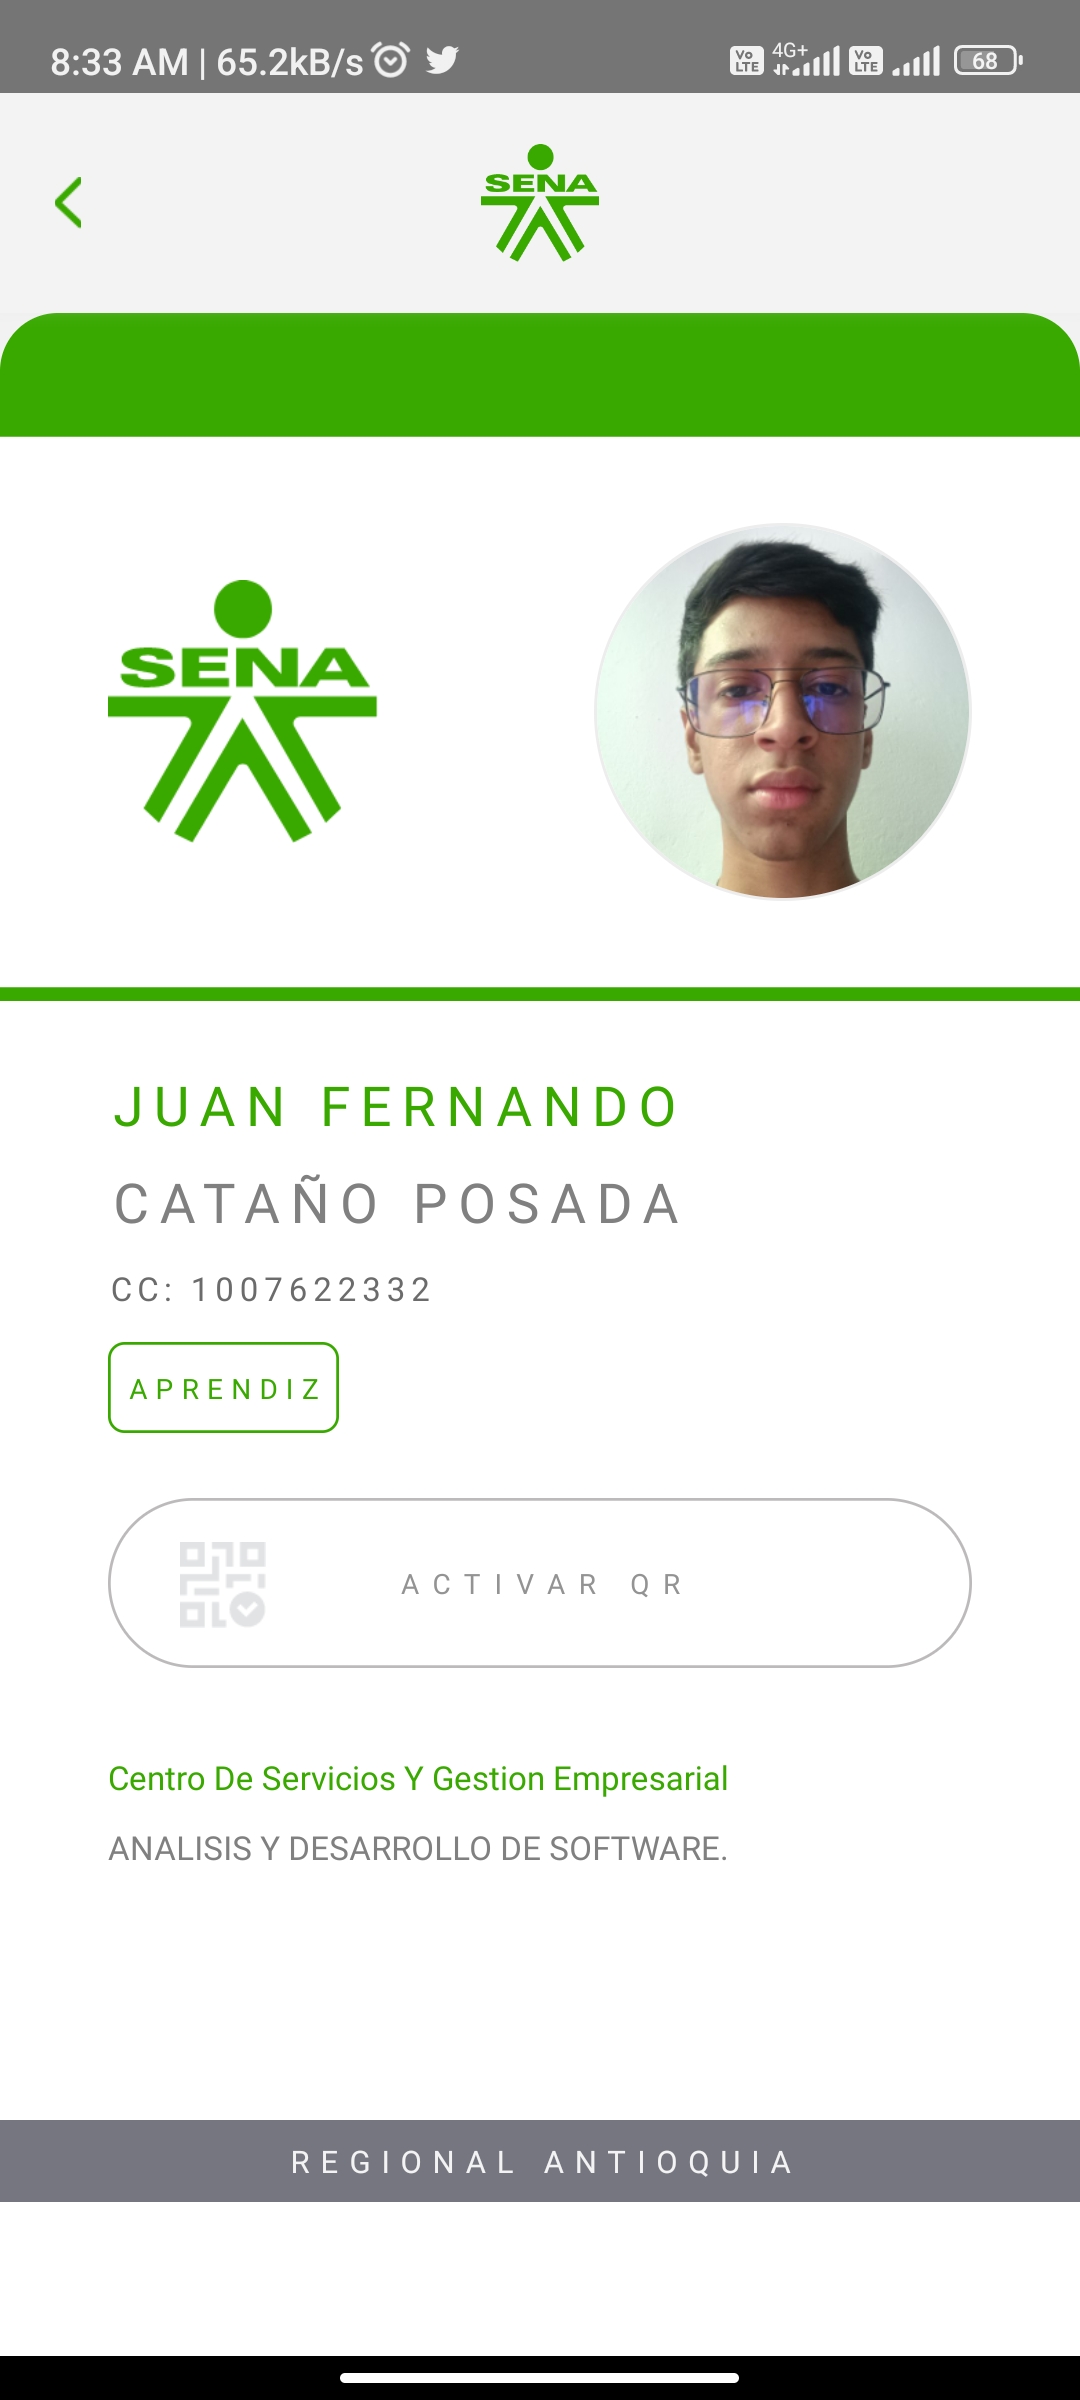 8:33 AM | 65.2kB/s
Vo LTE 4G+ Vo LTE 68
SENA
SENA
JUAN FERNANDO
CATAÑO POSADA
CC: 1007622332
APRENDIZ
ACTIVAR QR
Centro De Servicios Y Gestion Empresarial
ANALISIS Y DESARROLLO DE SOFTWARE.
REGIONAL ANTIOQUIA